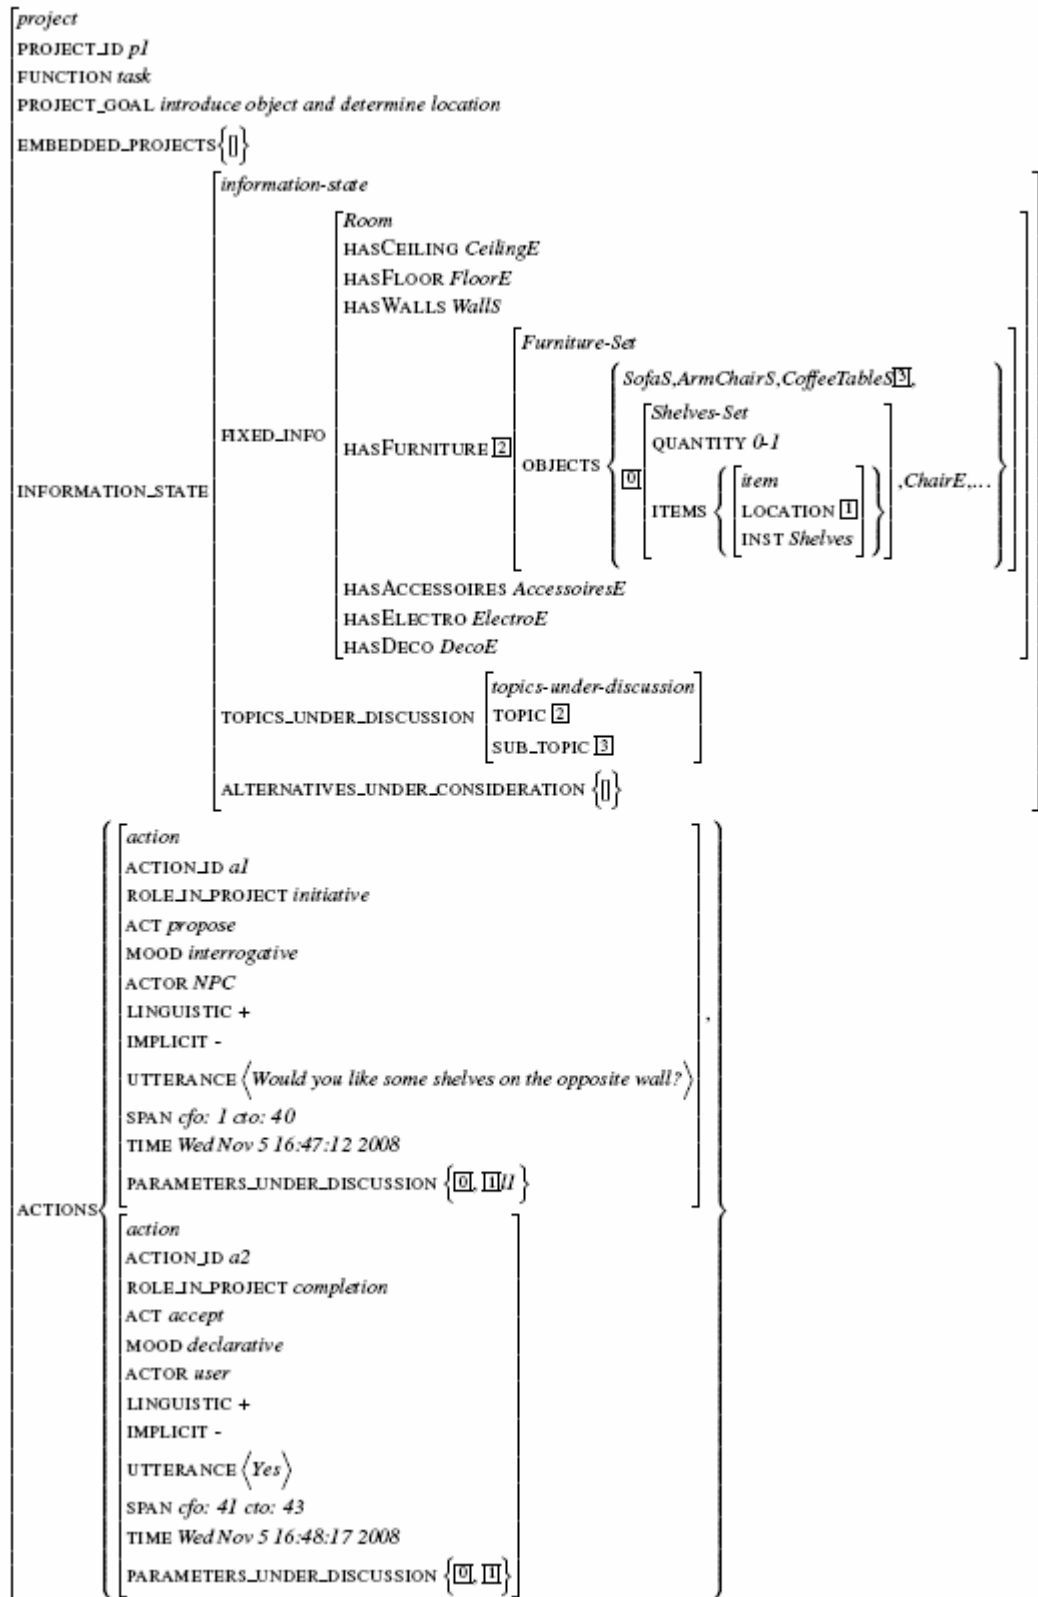 project
PROJECT_ID p1
FUNCTION task
PROJECT_GOAL introduce object and determine location
EMBEDDED_PROJECTS{[]}
information-state
Room
HASCEILING CeilingE
HASFLOOR FloorE
HASWALLS WallS
Furniture-Set
SofaS,ArmChairS,CoffeeTableS[3],
Shelves-Set
FIXED_INFO
HASFURNITURE [2]
QUANTITY 0-1
OBJECTS
[0]
INFORMATION_STATE
item
,ChairE,...
ITEMS
LOCATION [1]
INST Shelves
HASACCESSOIRES AccessoiresE
HASELECTRO ElectroE
HASDECO DecoE
topics-under-discussion
TOPICS_UNDER_DISCUSSION
TOPIC [2]
SUB_TOPIC [3]
ALTERNATIVES_UNDER_CONSIDERATION {[]}
action
ACTION_ID a1
ROLE_IN_PROJECT initiative
ACT propose
MOOD interrogative
ACTOR NPC
LINGUISTIC +
,
IMPLICIT -
UTTERANCE ⟨Would you like some shelves on the opposite wall?⟩
SPAN cfo: 1 cto: 40
TIME Wed Nov 5 16:47:12 2008
PARAMETERS_UNDER_DISCUSSION {[0], [1]l1}
ACTIONS
action
ACTION_ID a2
ROLE_IN_PROJECT completion
ACT accept
MOOD declarative
ACTOR user
LINGUISTIC +
IMPLICIT -
UTTERANCE ⟨Yes⟩
SPAN cfo: 41 cto: 43
TIME Wed Nov 5 16:48:17 2008
PARAMETERS_UNDER_DISCUSSION {[0], [1]}